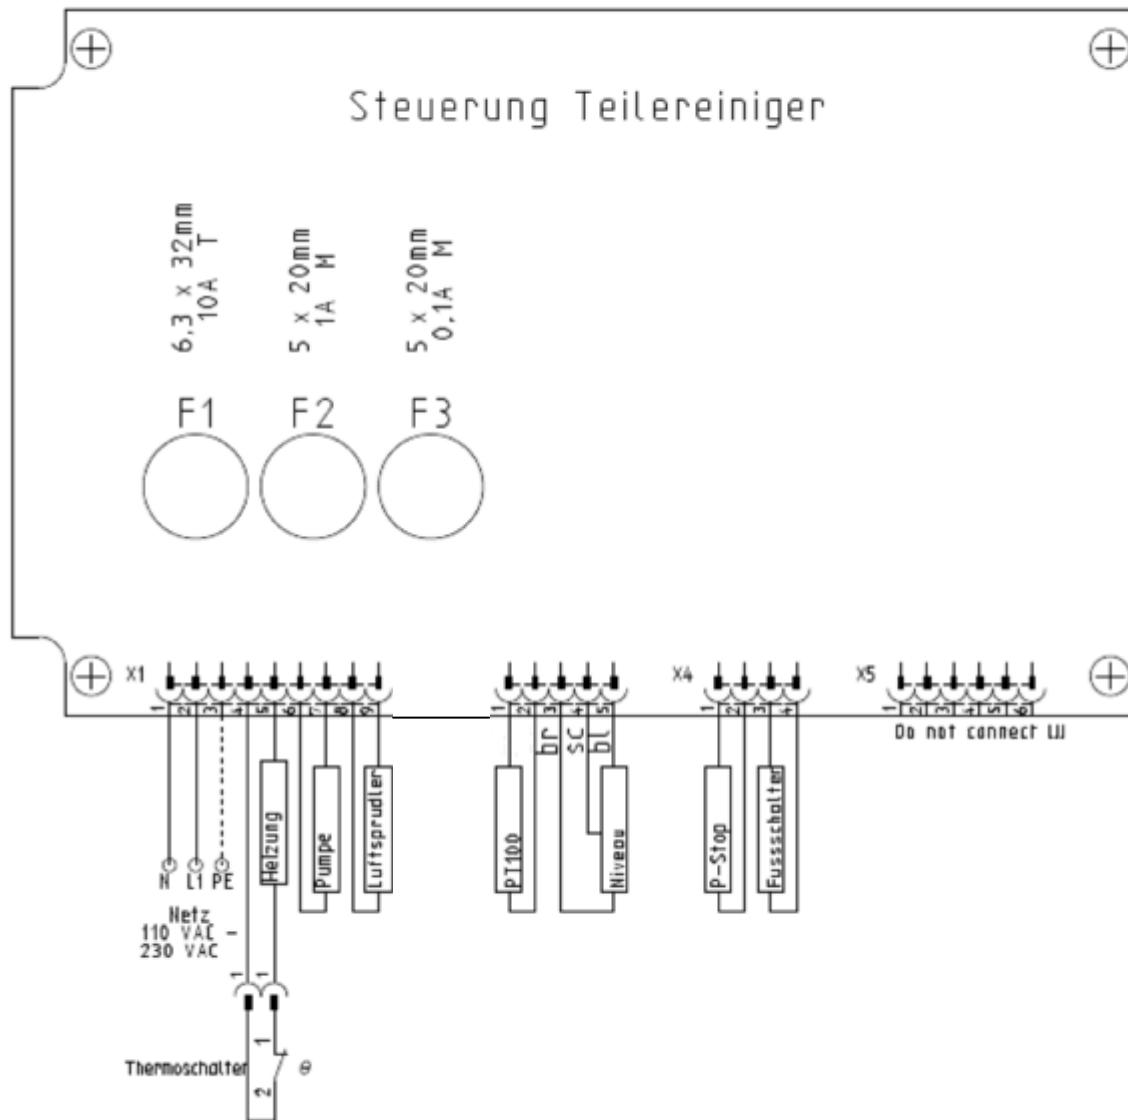 Steuerung Teilereiniger
6.3 x 32mm
10A T
5 x 20mm
1A M
5 x 20mm
0.1A M
F1
F2
F3
X1
1
2
3
4
5
6
7
8
9
1
2
3
4
5
X4
1
2
3
4
X5
1
2
3
4
5
6
Do not connect !!!
br
sc
bl
Heizung
Pumpe
Luftsprudler
PT100
Niveau
P-Stop
Fussschalter
N L1 PE
Netz
110 VAC -
230 VAC
1
1
1
Thermoschalter
θ
2